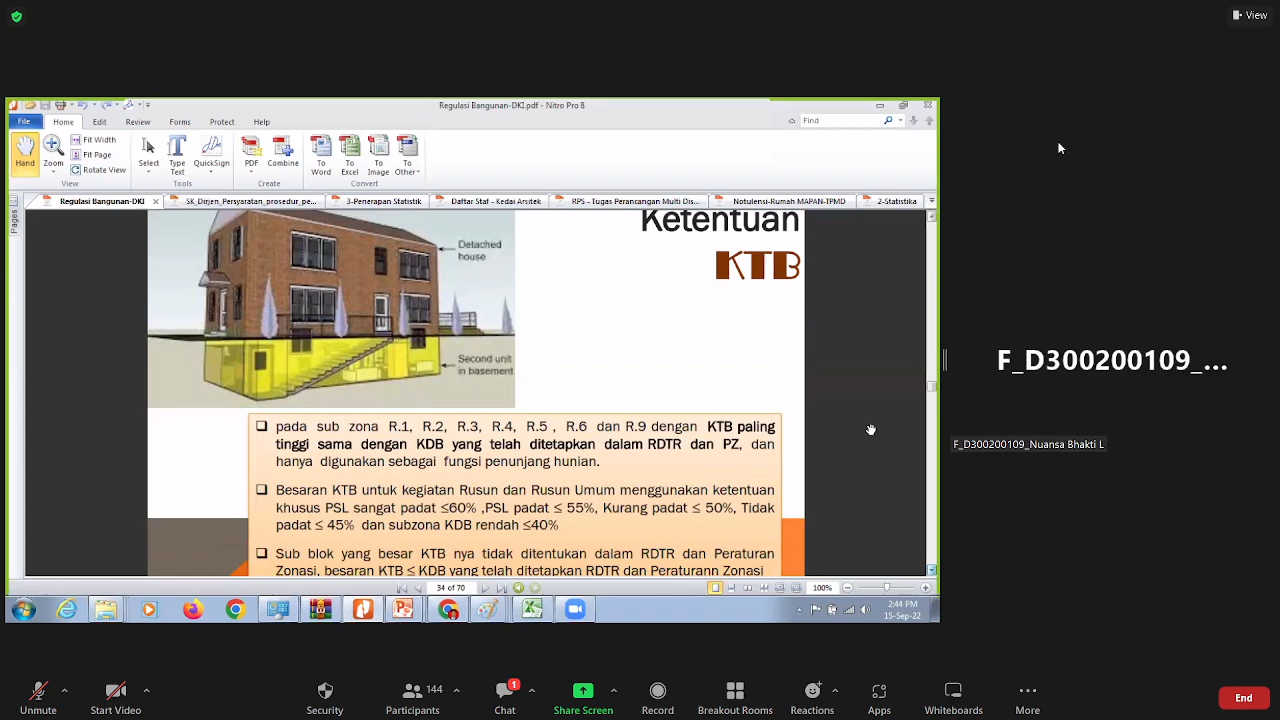 View
Regulasi Bangunan-DKI.pdf - Nitro Pro 8
File Home Edit Review Forms Protect Help
Find
Hand
Zoom
Fit Width
Fit Page
Rotate View
View
Select
Type Text
QuickSign
Tools
PDF
Combine
Create
To Word
To Excel
To Image
To Other
Convert
Regulasi Bangunan-DKI
SK_Dirjen_Persyaratan_prosedur_pe...
3-Penerapan Statistik
Daftar Staf - Kedai Arsitek
RPS - Tugas Perancangan Multi Dis...
Notulensi-Rumah MAPAN-TPMD
2-Statistika
Pages
Ketentuan
KTB
Detached
house
Second unit
in basement
pada sub zona R.1, R.2, R.3, R.4, R.5 , R.6 dan R.9 dengan KTB paling
tinggi sama dengan KDB yang telah ditetapkan dalam RDTR dan PZ, dan
hanya digunakan sebagai fungsi penunjang hunian.
Besaran KTB untuk kegiatan Rusun dan Rusun Umum menggunakan ketentuan
khusus PSL sangat padat ≤60% ,PSL padat ≤ 55%, Kurang padat ≤ 50%, Tidak
padat ≤ 45% dan subzona KDB rendah ≤40%
Sub blok yang besar KTB nya tidak ditentukan dalam RDTR dan Peraturan
Zonasi, besaran KTB ≤ KDB yang telah ditetapkan RDTR dan Peraturann Zonasi
34 of 70
100%
2:44 PM
15-Sep-22
F_D300200109_...
F_D300200109_Nuansa Bhakti L
Unmute
Start Video
Security
144
Participants
1
Chat
Share Screen
Record
Breakout Rooms
Reactions
Apps
Whiteboards
More
End